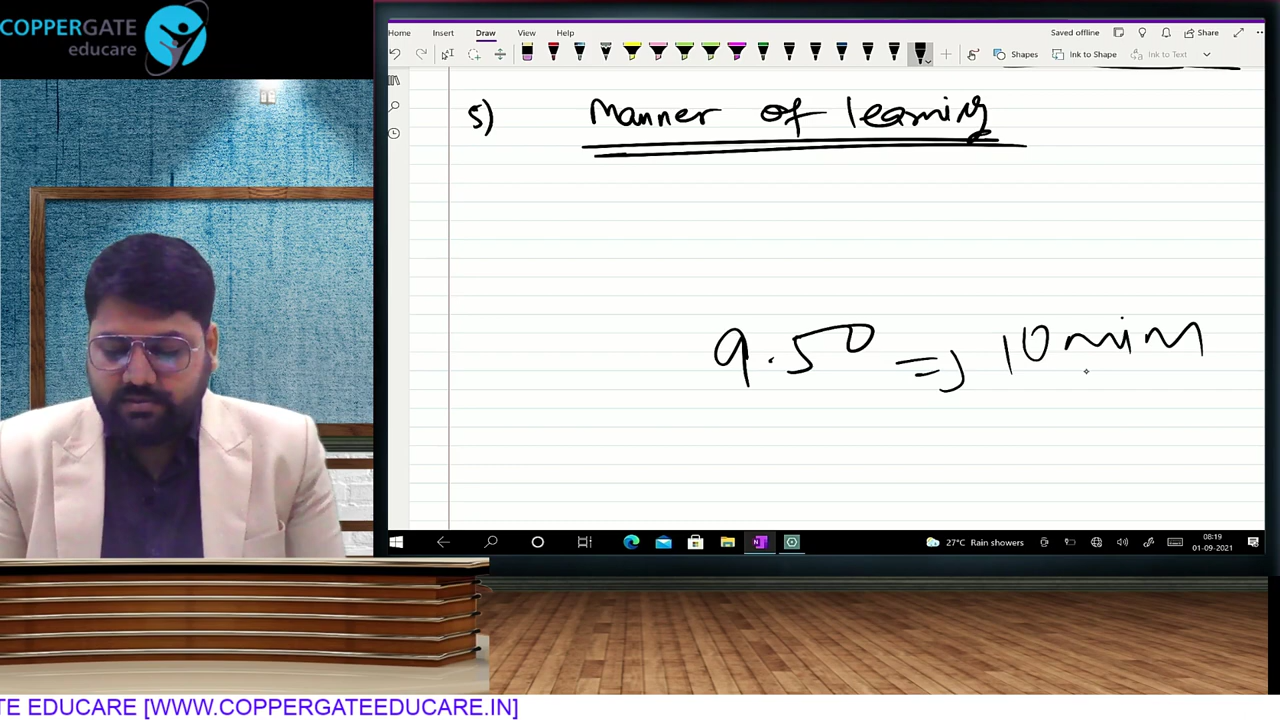 COPPERGATE
educare
Home Insert Draw View Help
Saved offline
Share
Shapes
Ink to Shape
Ink to Text
5) Manner of learning
9.50 => 10 min
27°C Rain showers
08:19
01-09-2021
TE EDUCARE [WWW.COPPERGATEEDUCARE.IN]